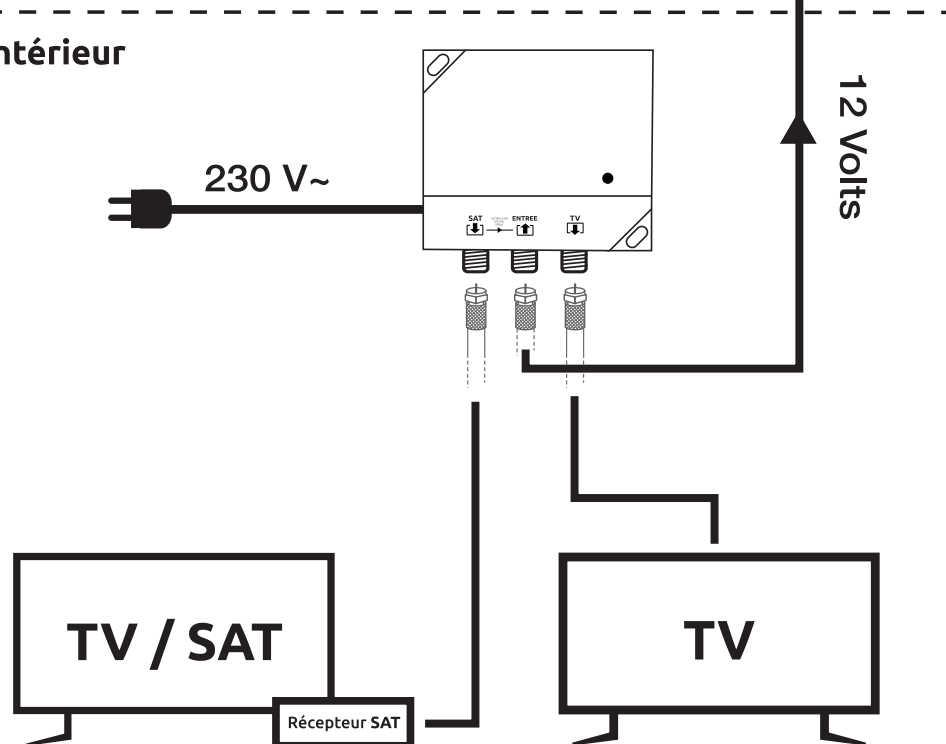 ntérieur
12 Volts
230 V~
SAT
ENTREE
TV
TV / SAT
TV
Récepteur SAT